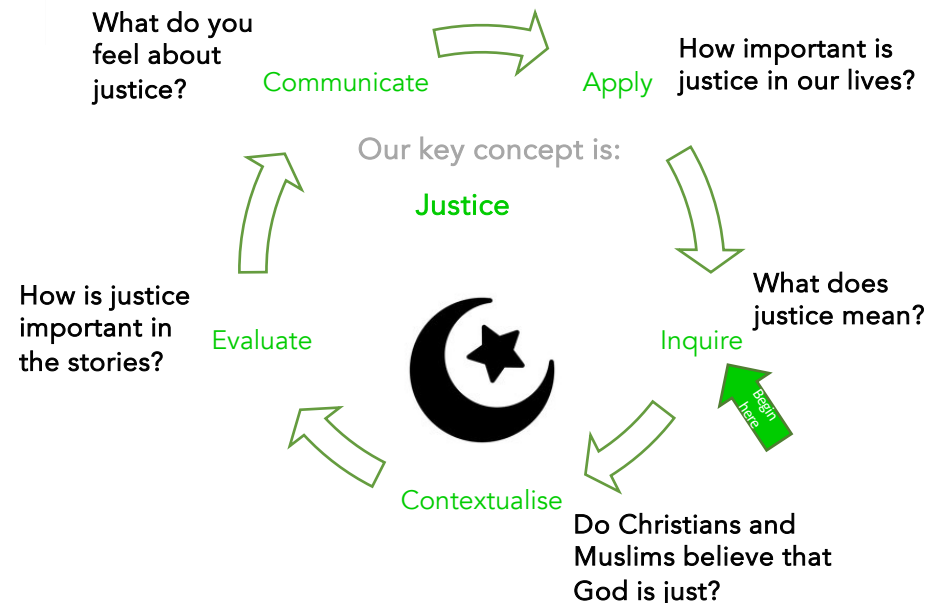 What do you
feel about
justice?
Communicate
Apply
How important is
justice in our lives?
Our key concept is:
Justice
What does
justice mean?
Inquire
Begin
here
How is justice
important in
the stories?
Evaluate
Contextualise
Do Christians and
Muslims believe that
God is just?